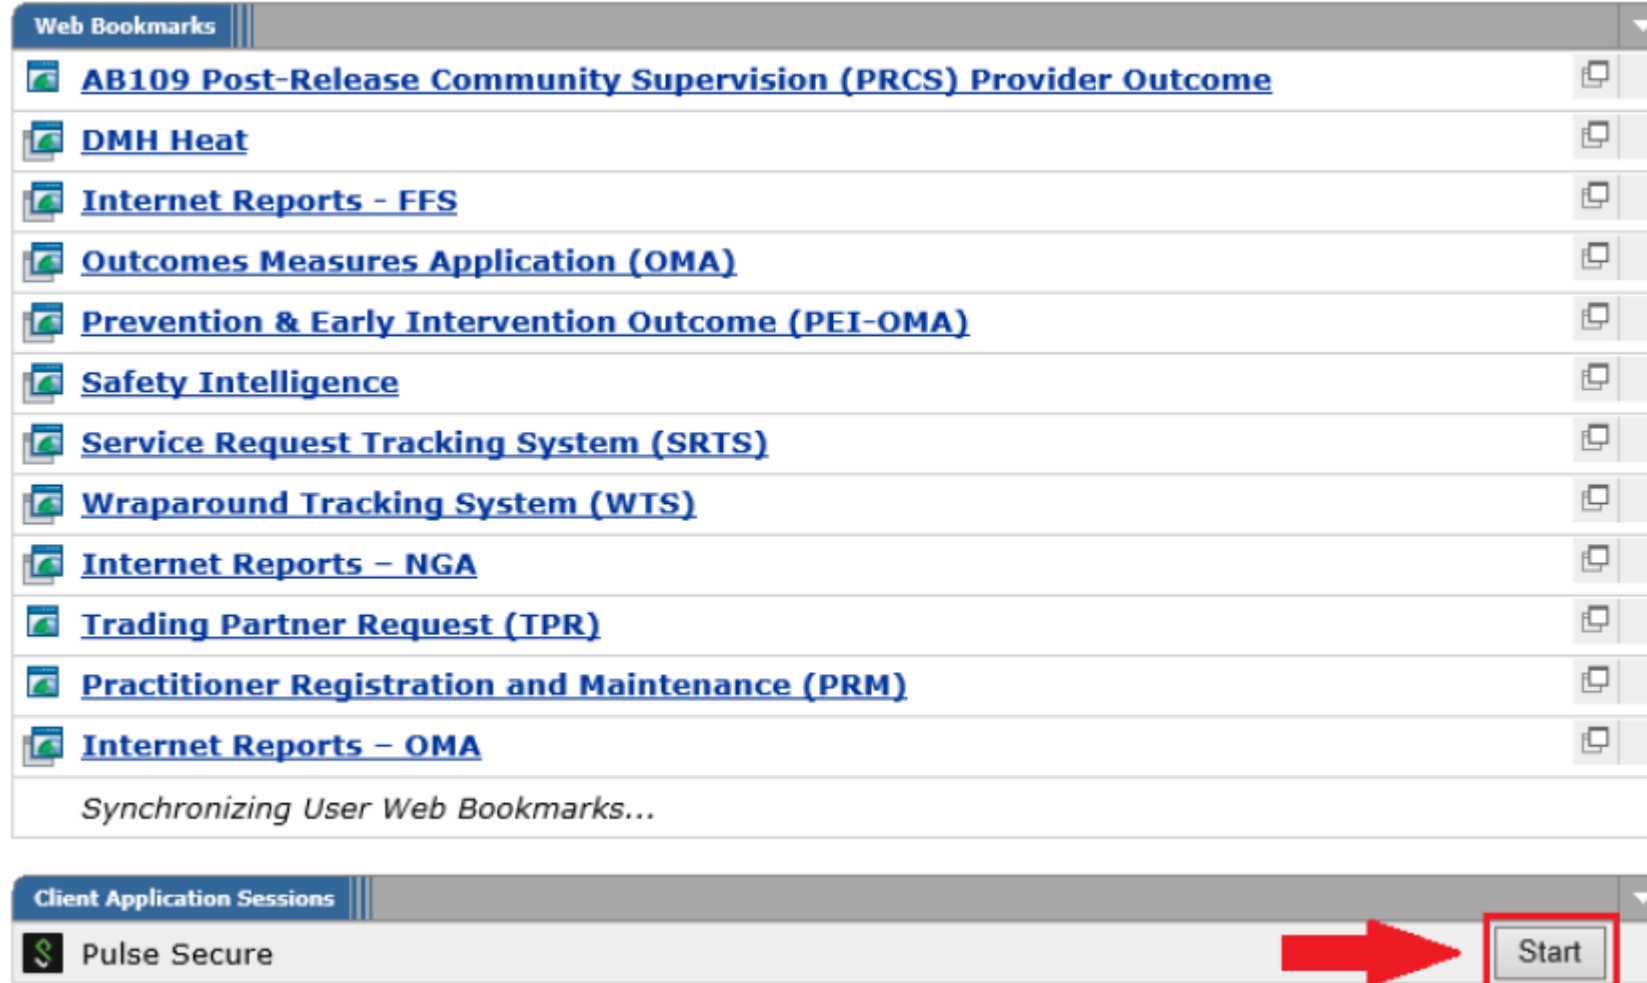 Web Bookmarks
AB109 Post-Release Community Supervision (PRCS) Provider Outcome
DMH Heat
Internet Reports - FFS
Outcomes Measures Application (OMA)
Prevention & Early Intervention Outcome (PEI-OMA)
Safety Intelligence
Service Request Tracking System (SRTS)
Wraparound Tracking System (WTS)
Internet Reports – NGA
Trading Partner Request (TPR)
Practitioner Registration and Maintenance (PRM)
Internet Reports – OMA
Synchronizing User Web Bookmarks...
Client Application Sessions
Pulse Secure Start